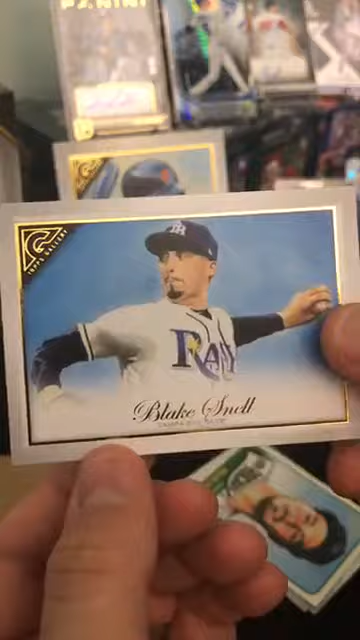 PANINI
TOPPS GALLERY
TB
RAYS
Blake Snell
TAMPA BAY RAYS